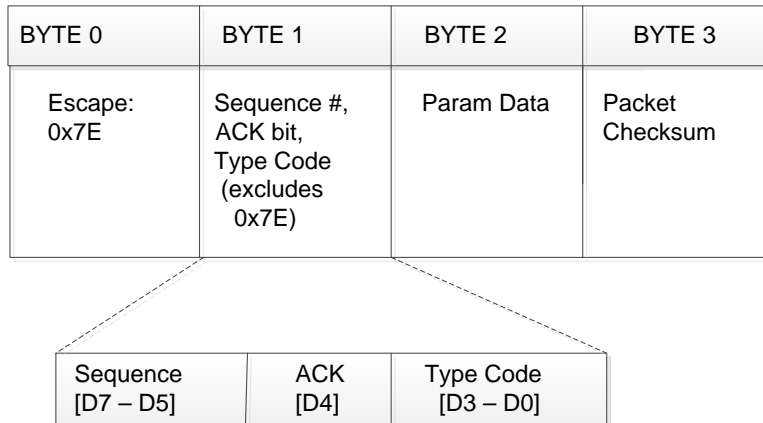 BYTE 0
BYTE 1
BYTE 2
BYTE 3
Escape:
0x7E
Sequence #,
ACK bit,
Type Code
(excludes
0x7E)
Param Data
Packet
Checksum
Sequence
[D7 – D5]
ACK
[D4]
Type Code
[D3 – D0]